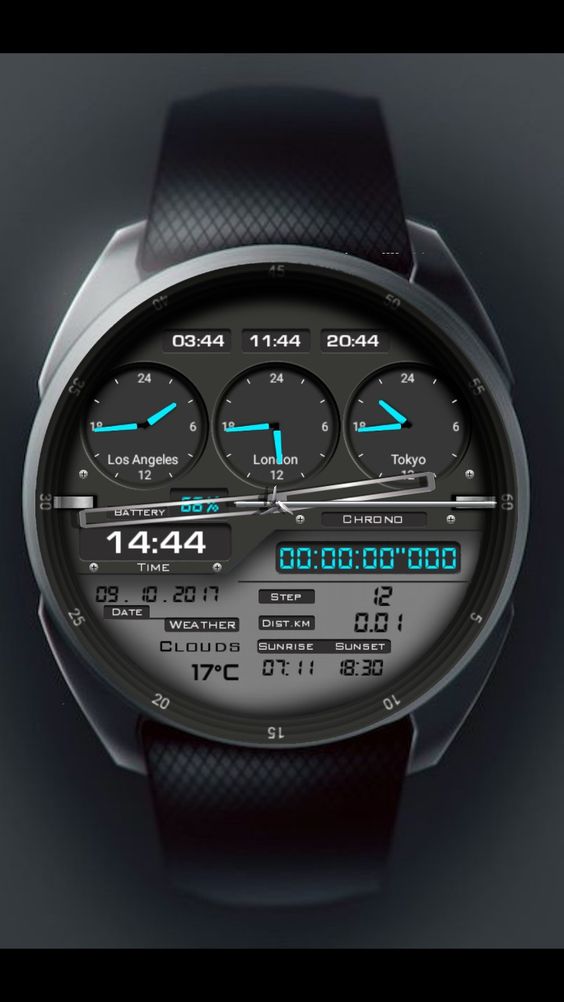 45
40
50
03:44 11:44 20:44
35
55
24 24 24
18 6 18 6 18 6
Los Angeles London Tokyo
12 12 12
30
60
BATTERY 68%
CHRONO
14:44
TIME
00:00:00"000
09.10.2017
DATE
STEP 12
WEATHER
DIST.KM 0.01
CLOUDS
SUNRISE SUNSET
17°C
07:11 18:30
25
5
20
10
15